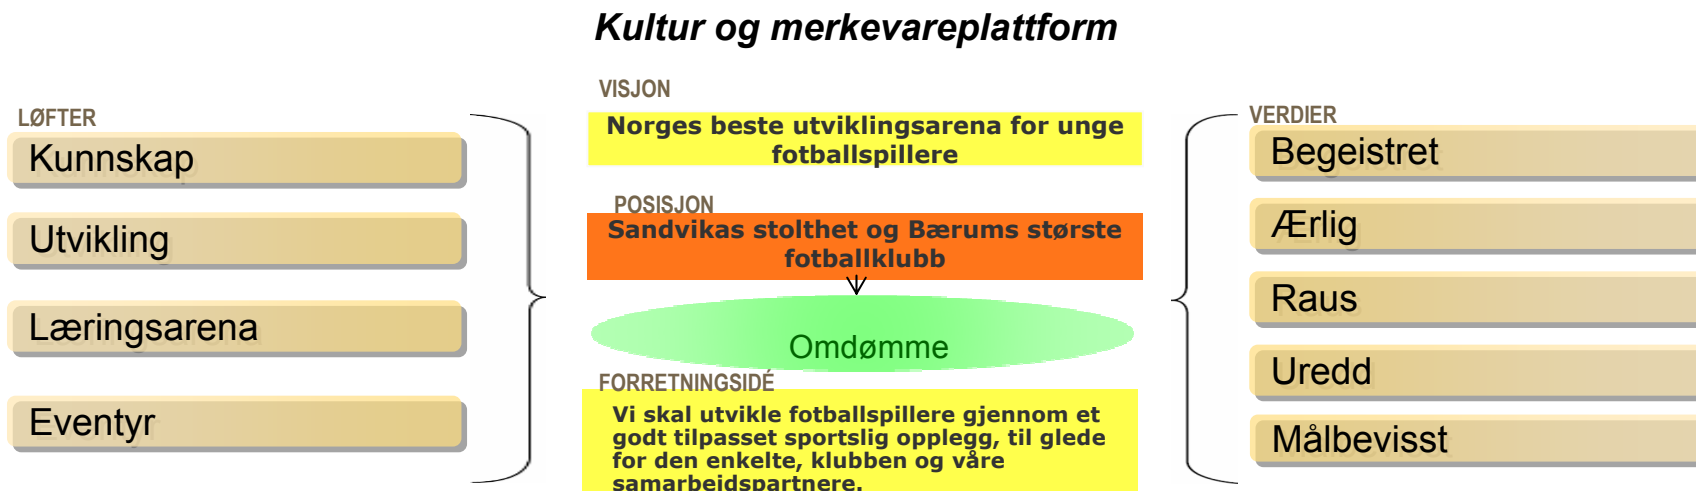 Kultur og merkevareplattform
LØFTER
Kunnskap
Utvikling
Læringsarena
Eventyr
VISJON
Norges beste utviklingsarena for unge
fotballspillere
POSISJON
Sandvikas stolthet og Bærums største
fotballklubb
Omdømme
FORRETNINGSIDÉ
Vi skal utvikle fotballspillere gjennom et
godt tilpasset sportslig opplegg, til glede
for den enkelte, klubben og våre
samarbeidspartnere.
VERDIER
Begeistret
Ærlig
Raus
Uredd
Målbevisst